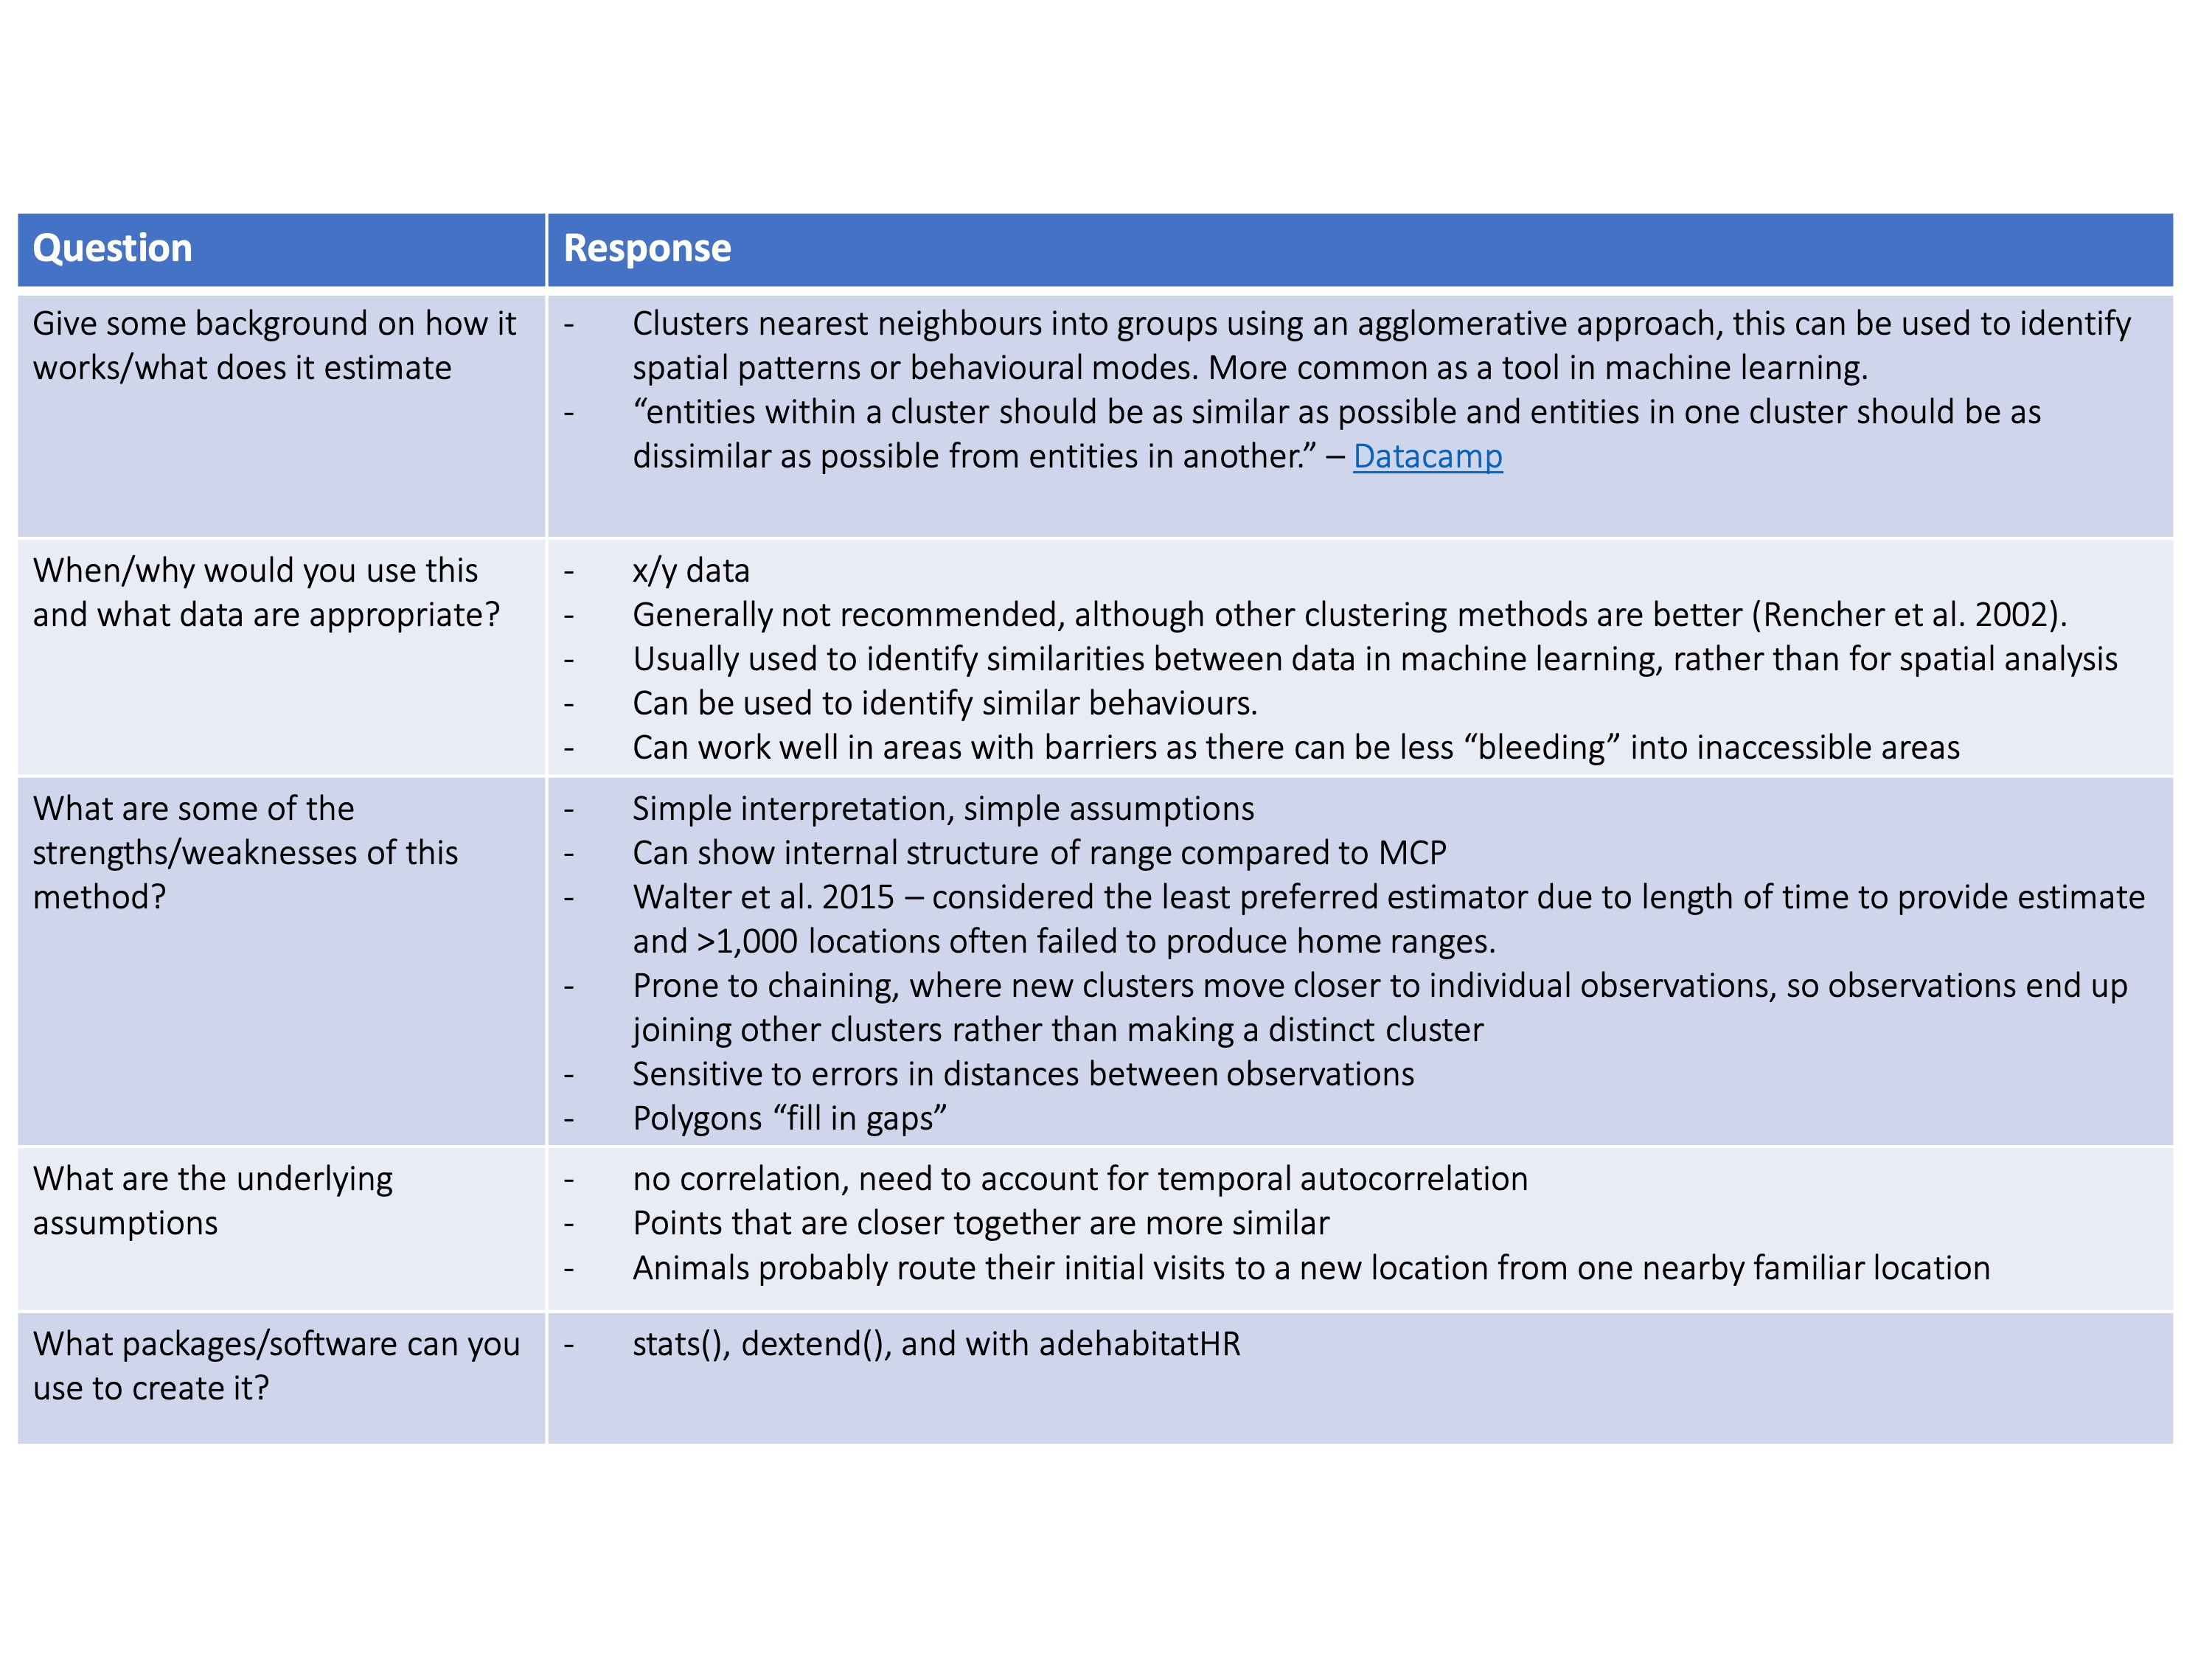 Question
Response
Give some background on how it
works/what does it estimate
- Clusters nearest neighbours into groups using an agglomerative approach, this can be used to identify
spatial patterns or behavioural modes. More common as a tool in machine learning.
- “entities within a cluster should be as similar as possible and entities in one cluster should be as
dissimilar as possible from entities in another.” – Datacamp
When/why would you use this
and what data are appropriate?
- x/y data
- Generally not recommended, although other clustering methods are better (Rencher et al. 2002).
- Usually used to identify similarities between data in machine learning, rather than for spatial analysis
- Can be used to identify similar behaviours.
- Can work well in areas with barriers as there can be less “bleeding” into inaccessible areas
What are some of the
strengths/weaknesses of this
method?
- Simple interpretation, simple assumptions
- Can show internal structure of range compared to MCP
- Walter et al. 2015 – considered the least preferred estimator due to length of time to provide estimate
and >1,000 locations often failed to produce home ranges.
- Prone to chaining, where new clusters move closer to individual observations, so observations end up
joining other clusters rather than making a distinct cluster
- Sensitive to errors in distances between observations
- Polygons “fill in gaps”
What are the underlying
assumptions
- no correlation, need to account for temporal autocorrelation
- Points that are closer together are more similar
- Animals probably route their initial visits to a new location from one nearby familiar location
What packages/software can you
use to create it?
- stats(), dextend(), and with adehabitatHR